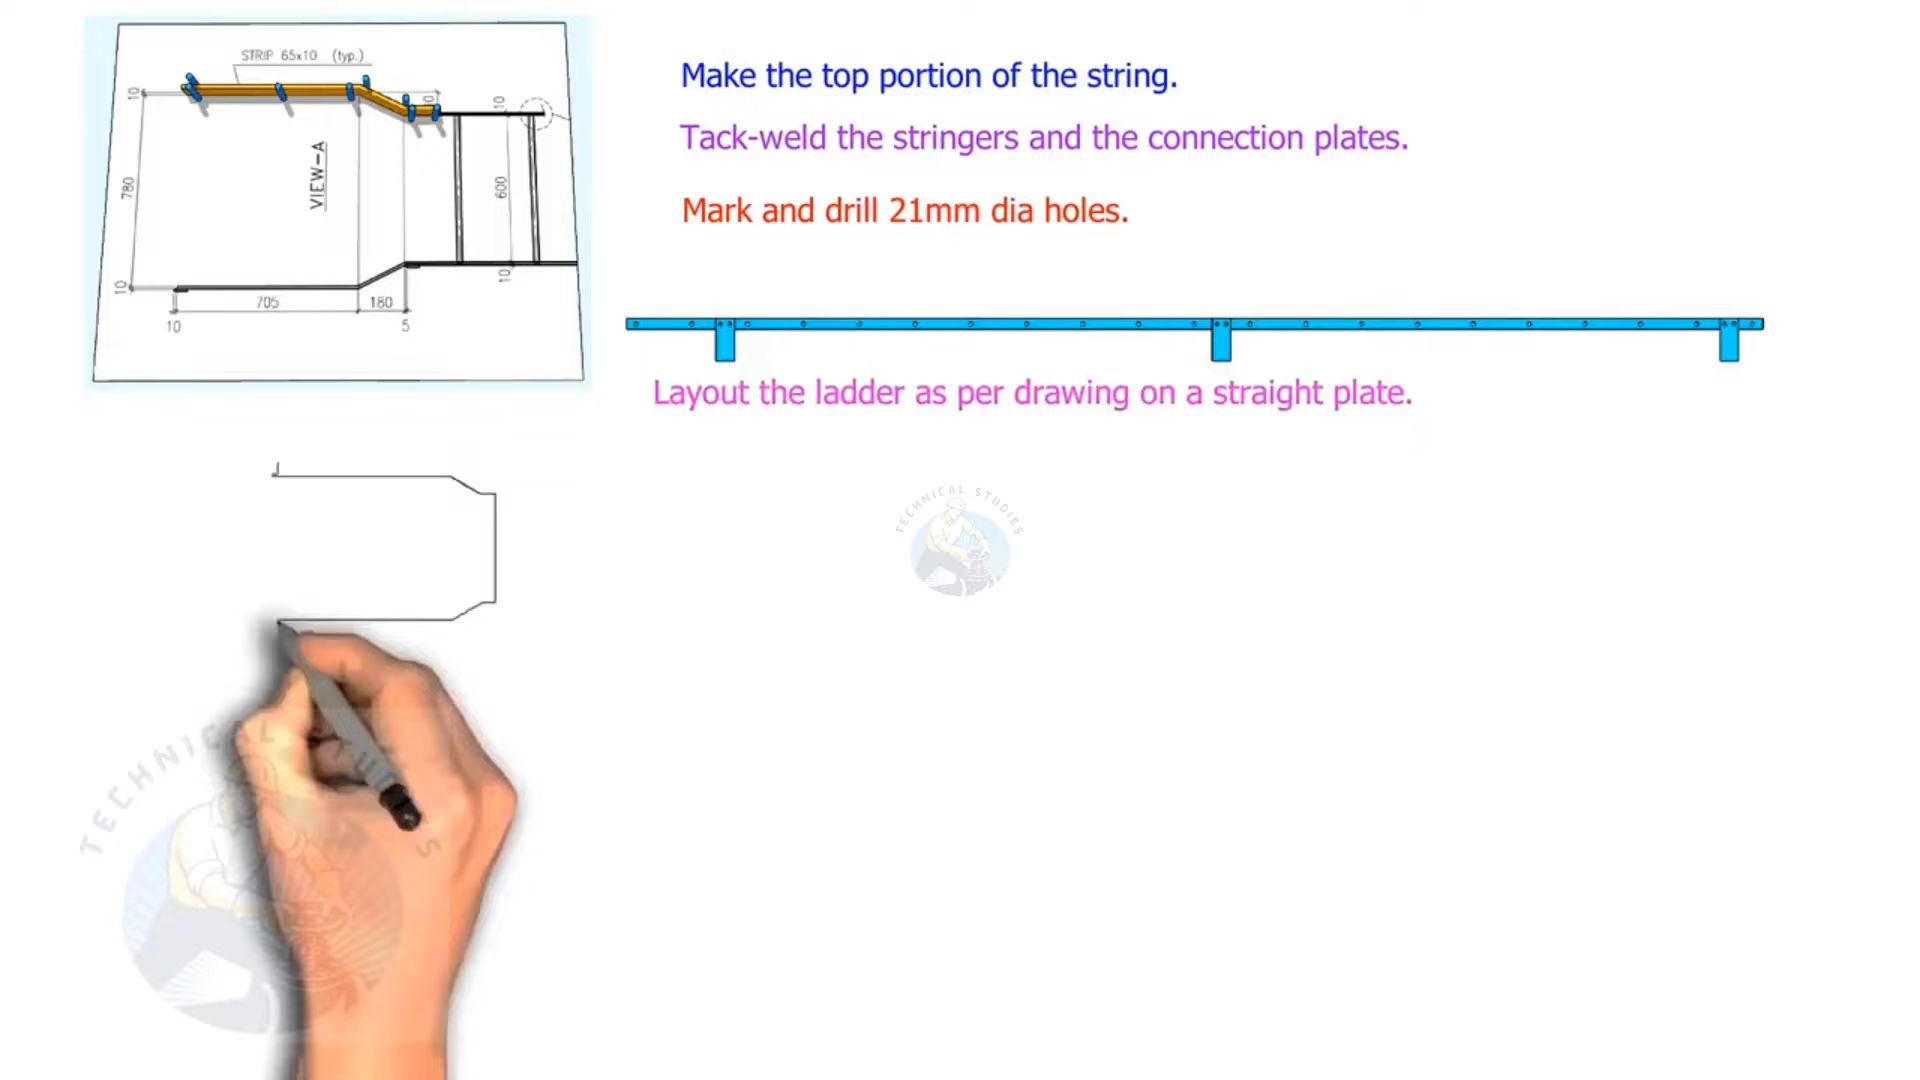 STRIP 65x10 (typ.)
10
10
780
VIEW-A
600
10
10
705
180
10
5
Make the top portion of the string.
Tack-weld the stringers and the connection plates.
Mark and drill 21mm dia holes.
Layout the ladder as per drawing on a straight plate.
TECHNICAL STUDIES
TECHNICAL STUDIES